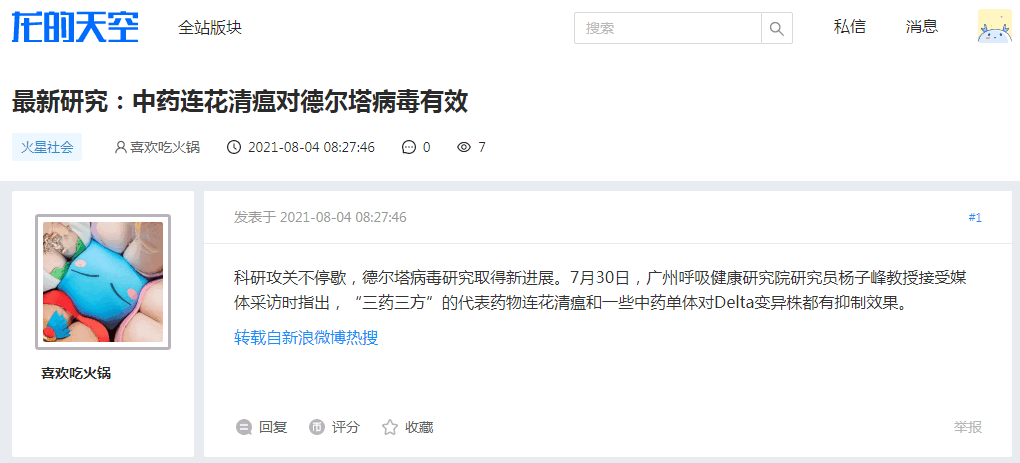 龙的天空
全站版块
搜索
私信
消息
最新研究：中药连花清瘟对德尔塔病毒有效
火星社会
喜欢吃火锅
2021-08-04 08:27:46
0
7
发表于 2021-08-04 08:27:46
#1
科研攻关不停歇，德尔塔病毒研究取得新进展。7月30日，广州呼吸健康研究院研究员杨子峰教授接受媒
体采访时指出，“三药三方”的代表药物连花清瘟和一些中药单体对Delta变异株都有抑制效果。
转载自新浪微博热搜
喜欢吃火锅
回复
评分
收藏
举报